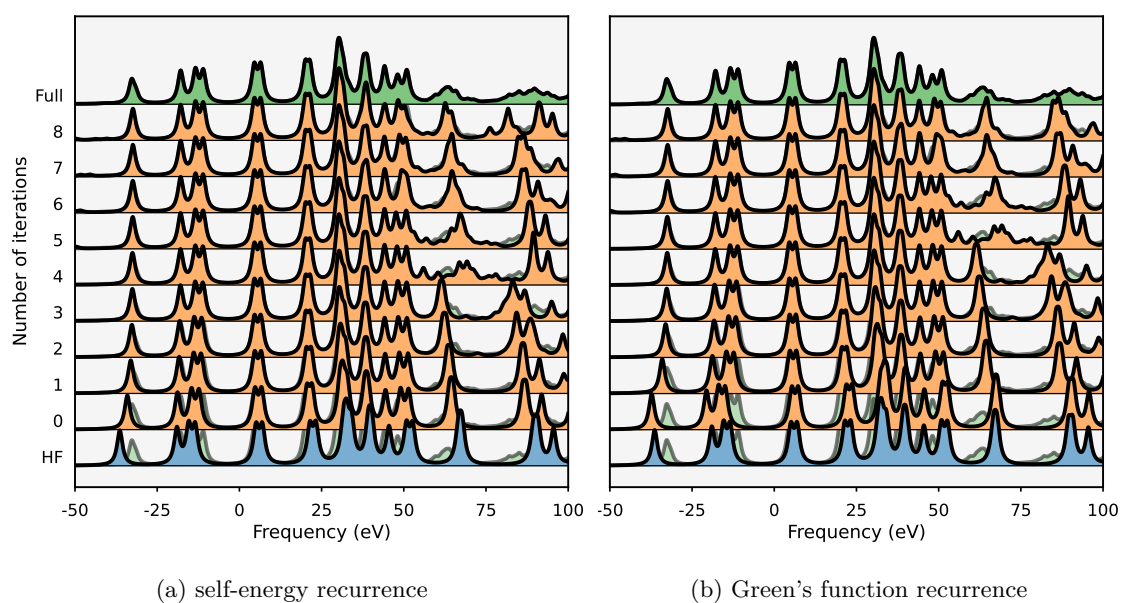 Number of iterations
Full
8
7
6
5
4
3
2
1
0
HF
-50 -25 0 25 50 75 100
Frequency (eV)
-50 -25 0 25 50 75 100
Frequency (eV)
(a) self-energy recurrence
(b) Green's function recurrence